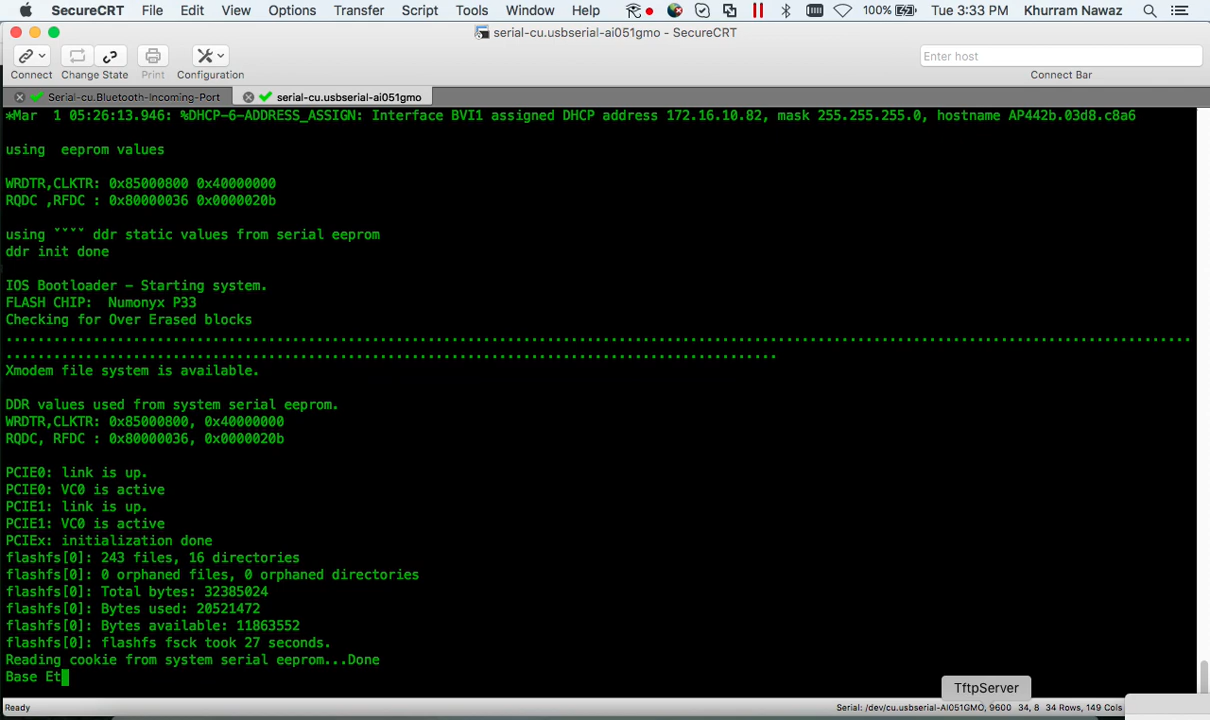 SecureCRT File Edit View Options Transfer Script Tools Window Help 100% Tue 3:33 PM Khurram Nawaz
serial-cu.usbserial-ai051gmo - SecureCRT
Enter host
Connect Change State Print Configuration Connect Bar
Serial-cu.Bluetooth-Incoming-Port serial-cu.usbserial-ai051gmo
*Mar  1 05:26:13.946: %DHCP-6-ADDRESS_ASSIGN: Interface BVI1 assigned DHCP address 172.16.10.82, mask 255.255.255.0, hostname AP442b.03d8.c8a6
using  eeprom values
WRDTR,CLKTR: 0x85000800 0x40000000
RQDC ,RFDC : 0x80000036 0x0000020b
using ˇˇˇˇ ddr static values from serial eeprom
ddr init done
IOS Bootloader - Starting system.
FLASH CHIP:  Numonyx P33
Checking for Over Erased blocks
.....................................................................................................................................................
.................................................................................................
Xmodem file system is available.
DDR values used from system serial eeprom.
WRDTR,CLKTR: 0x85000800, 0x40000000
RQDC, RFDC : 0x80000036, 0x0000020b
PCIE0: link is up.
PCIE0: VC0 is active
PCIE1: link is up.
PCIE1: VC0 is active
PCIEx: initialization done
flashfs[0]: 243 files, 16 directories
flashfs[0]: 0 orphaned files, 0 orphaned directories
flashfs[0]: Total bytes: 32385024
flashfs[0]: Bytes used: 20521472
flashfs[0]: Bytes available: 11863552
flashfs[0]: flashfs fsck took 27 seconds.
Reading cookie from system serial eeprom...Done
Base Et
TftpServer
Ready Serial: /dev/cu.usbserial-AI051GMO, 9600 34, 8 34 Rows, 149 Cols